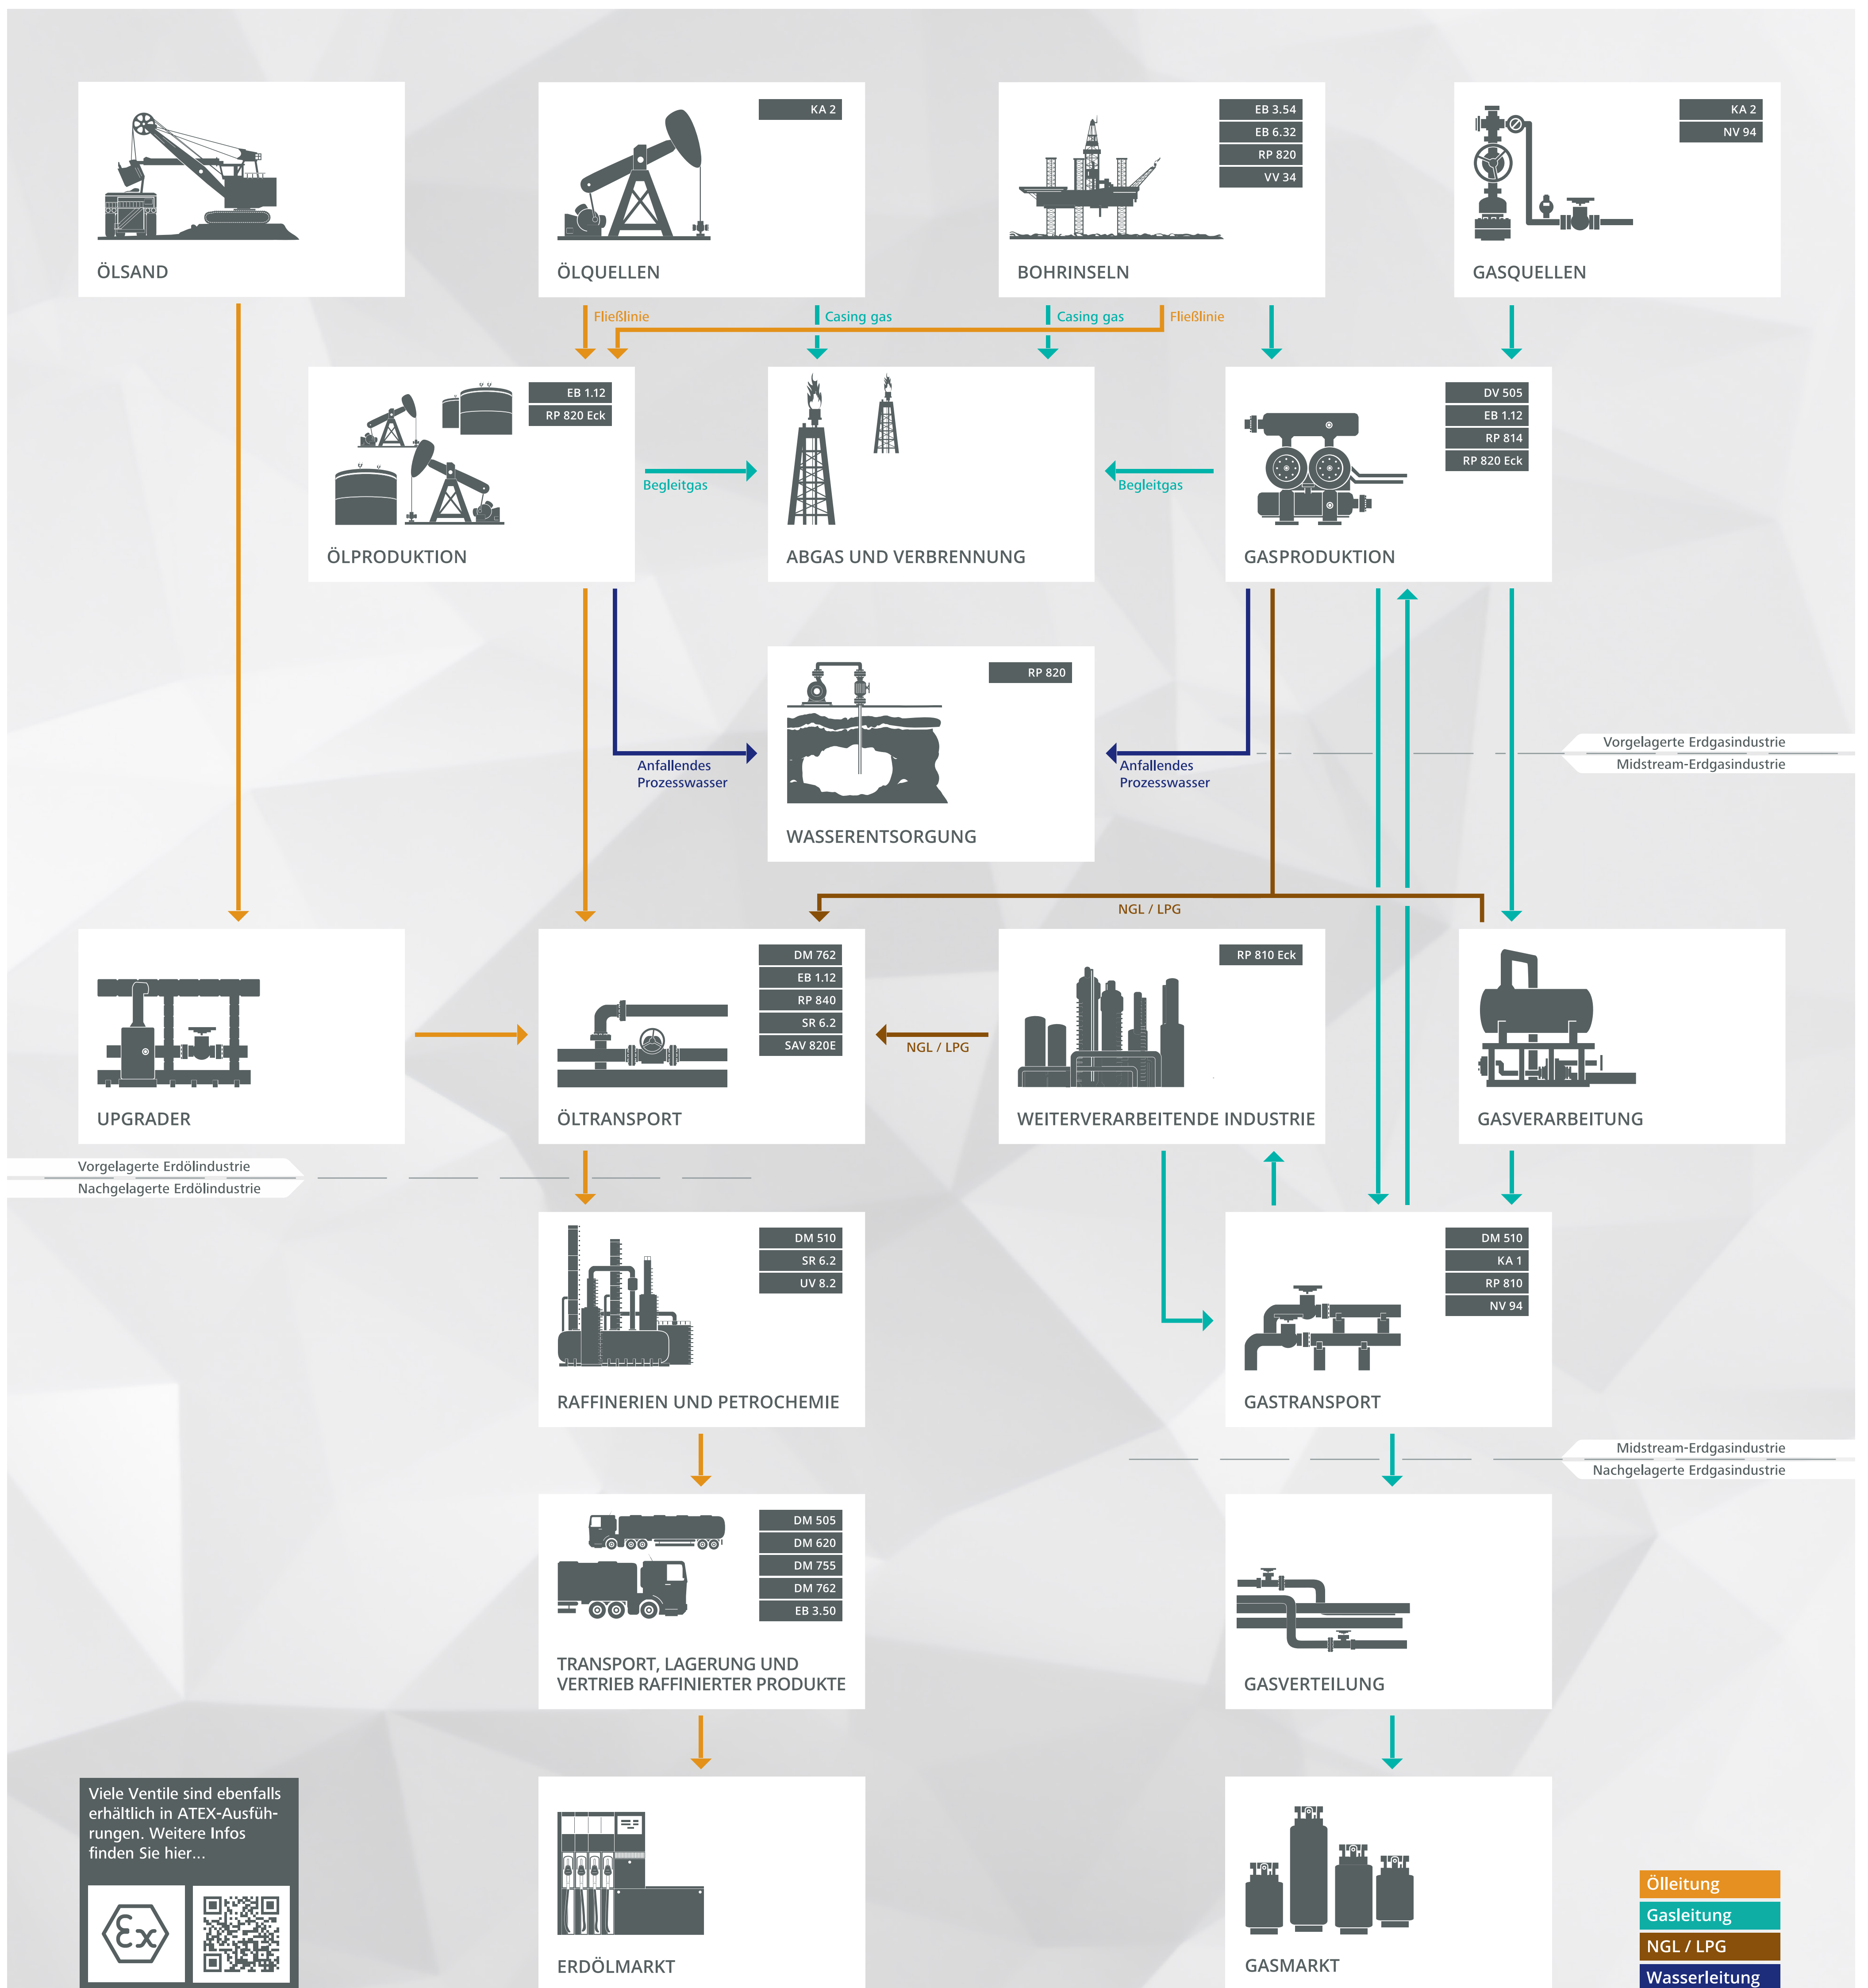 KA 2
EB 3.54
EB 6.32
RP 820
VV 34
KA 2
NV 94
ÖLSAND
ÖLQUELLEN
BOHRINSELN
GASQUELLEN
Fließlinie
Casing gas
Casing gas
Fließlinie
EB 1.12
RP 820 Eck
DV 505
EB 1.12
RP 814
RP 820 Eck
Begleitgas
Begleitgas
ÖLPRODUKTION
ABGAS UND VERBRENNUNG
GASPRODUKTION
RP 820
Anfallendes
Prozesswasser
Anfallendes
Prozesswasser
Vorgelagerte Erdgasindustrie
Midstream-Erdgasindustrie
WASSERENTSORGUNG
NGL / LPG
DM 762
EB 1.12
RP 840
SR 6.2
SAV 820E
RP 810 Eck
NGL / LPG
UPGRADER
ÖLTRANSPORT
WEITERVERARBEITENDE INDUSTRIE
GASVERARBEITUNG
Vorgelagerte Erdölindustrie
Nachgelagerte Erdölindustrie
DM 510
SR 6.2
UV 8.2
DM 510
KA 1
RP 810
NV 94
RAFFINERIEN UND PETROCHEMIE
GASTRANSPORT
Midstream-Erdgasindustrie
Nachgelagerte Erdgasindustrie
DM 505
DM 620
DM 755
DM 762
EB 3.50
TRANSPORT, LAGERUNG UND
VERTRIEB RAFFINIERTER PRODUKTE
GASVERTEILUNG
Viele Ventile sind ebenfalls
erhältlich in ATEX-Ausfüh-
rungen. Weitere Infos
finden Sie hier...
Ex
ERDÖLMARKT
GASMARKT
Ölleitung
Gasleitung
NGL / LPG
Wasserleitung